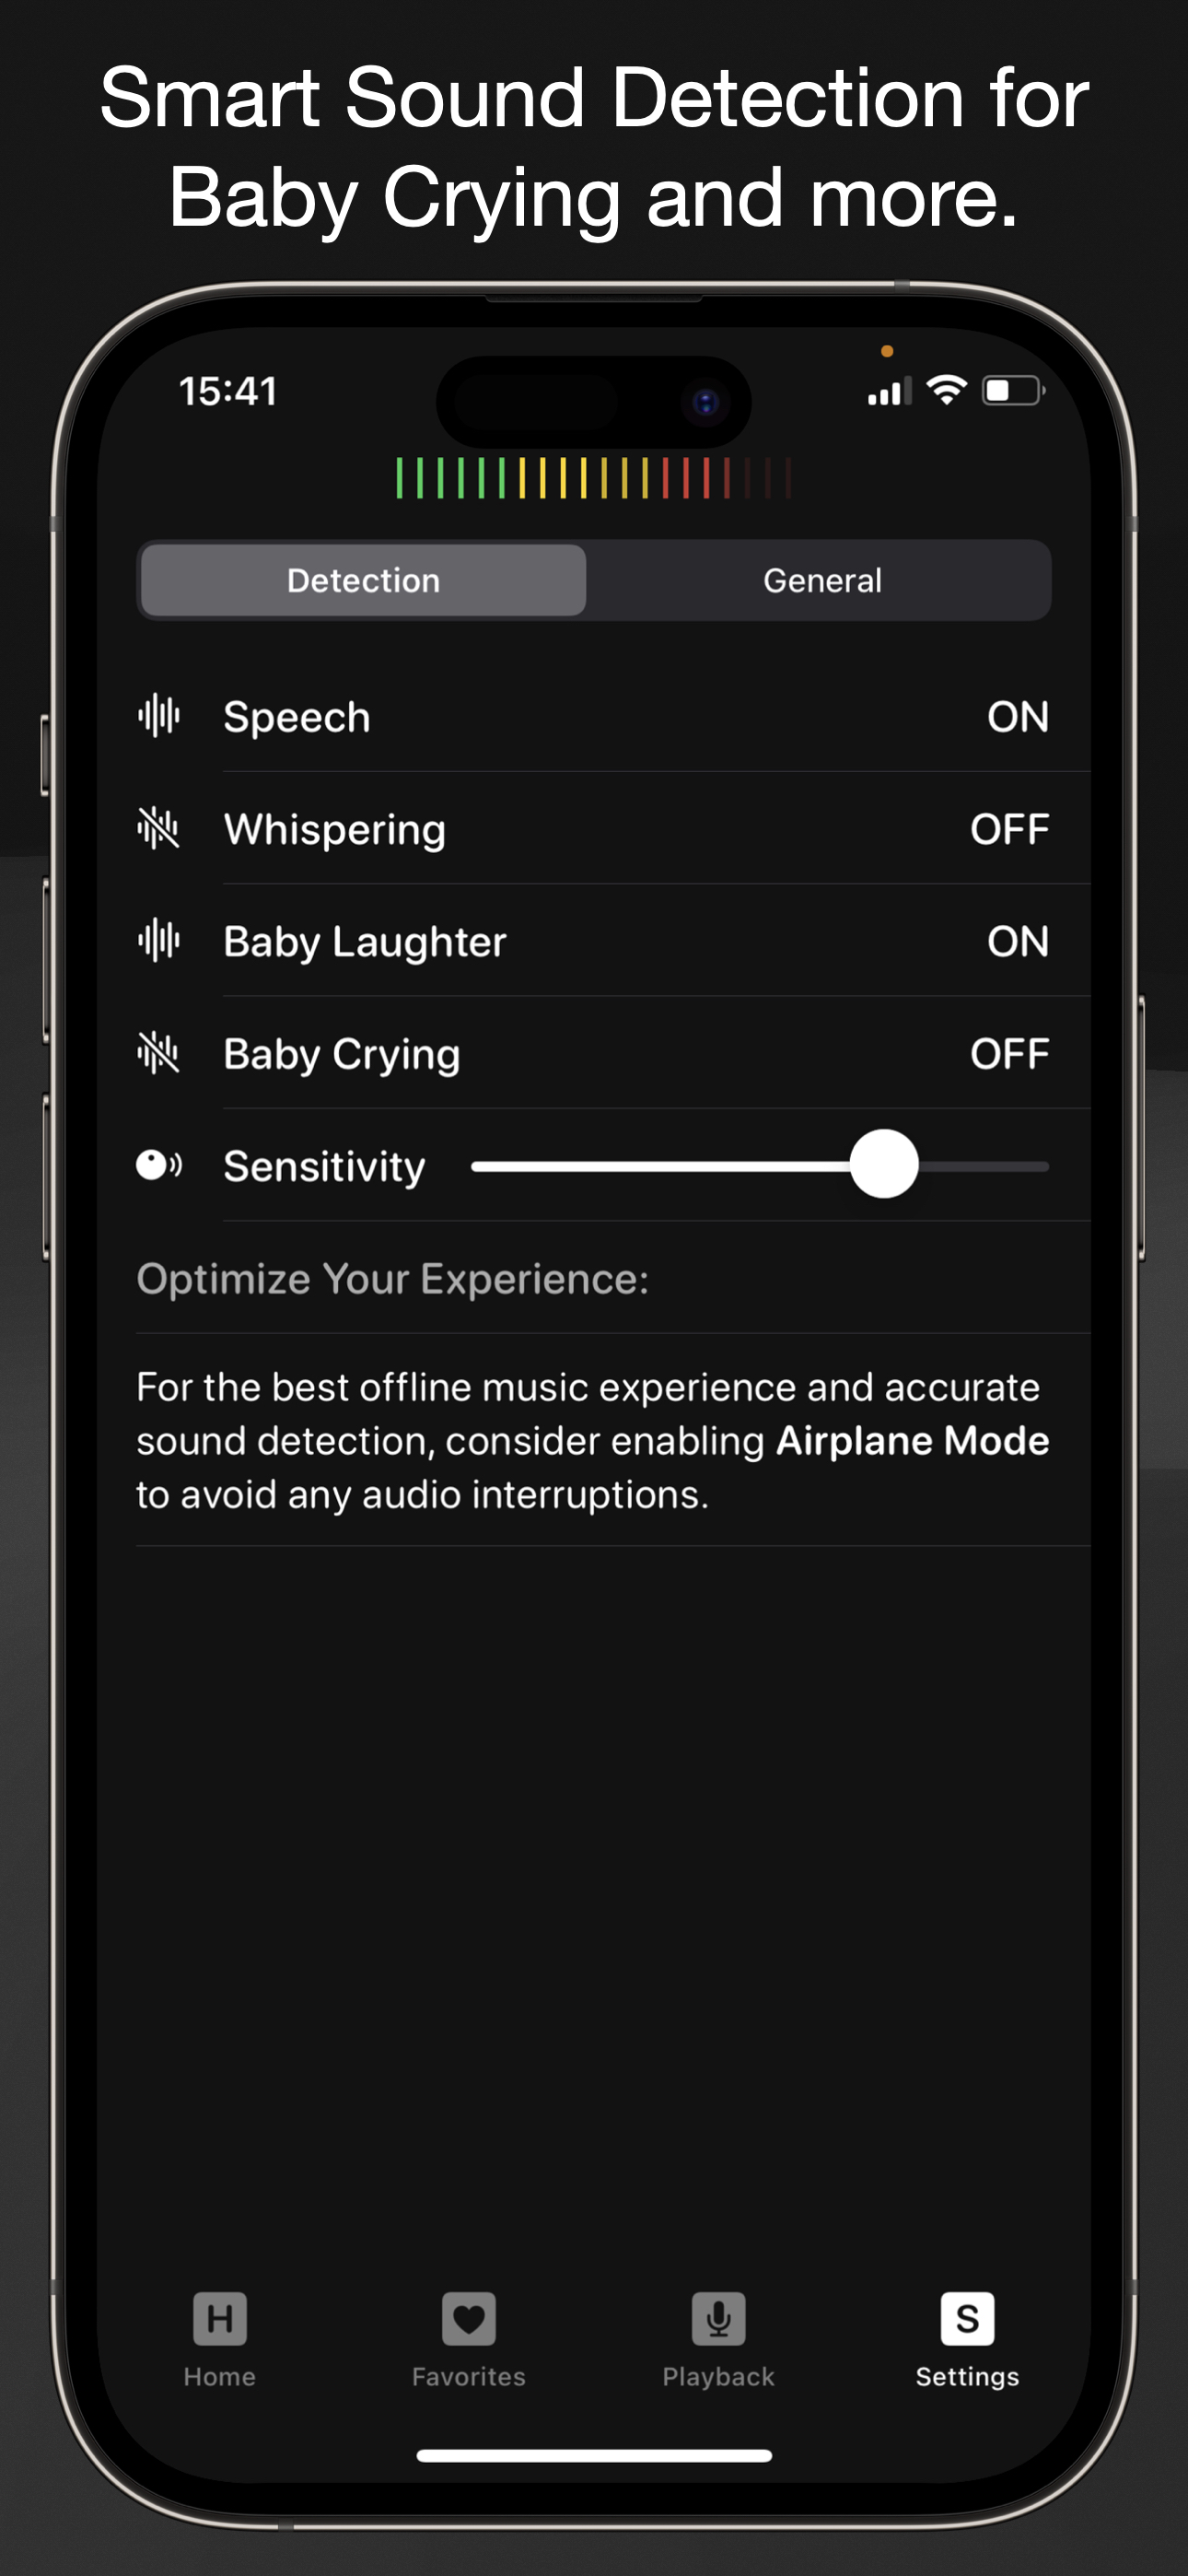 Smart Sound Detection for
Baby Crying and more.
15:41
Detection General
Speech ON
Whispering OFF
Baby Laughter ON
Baby Crying OFF
Sensitivity
Optimize Your Experience:
For the best offline music experience and accurate
sound detection, consider enabling Airplane Mode
to avoid any audio interruptions.
H S
Home Favorites Playback Settings